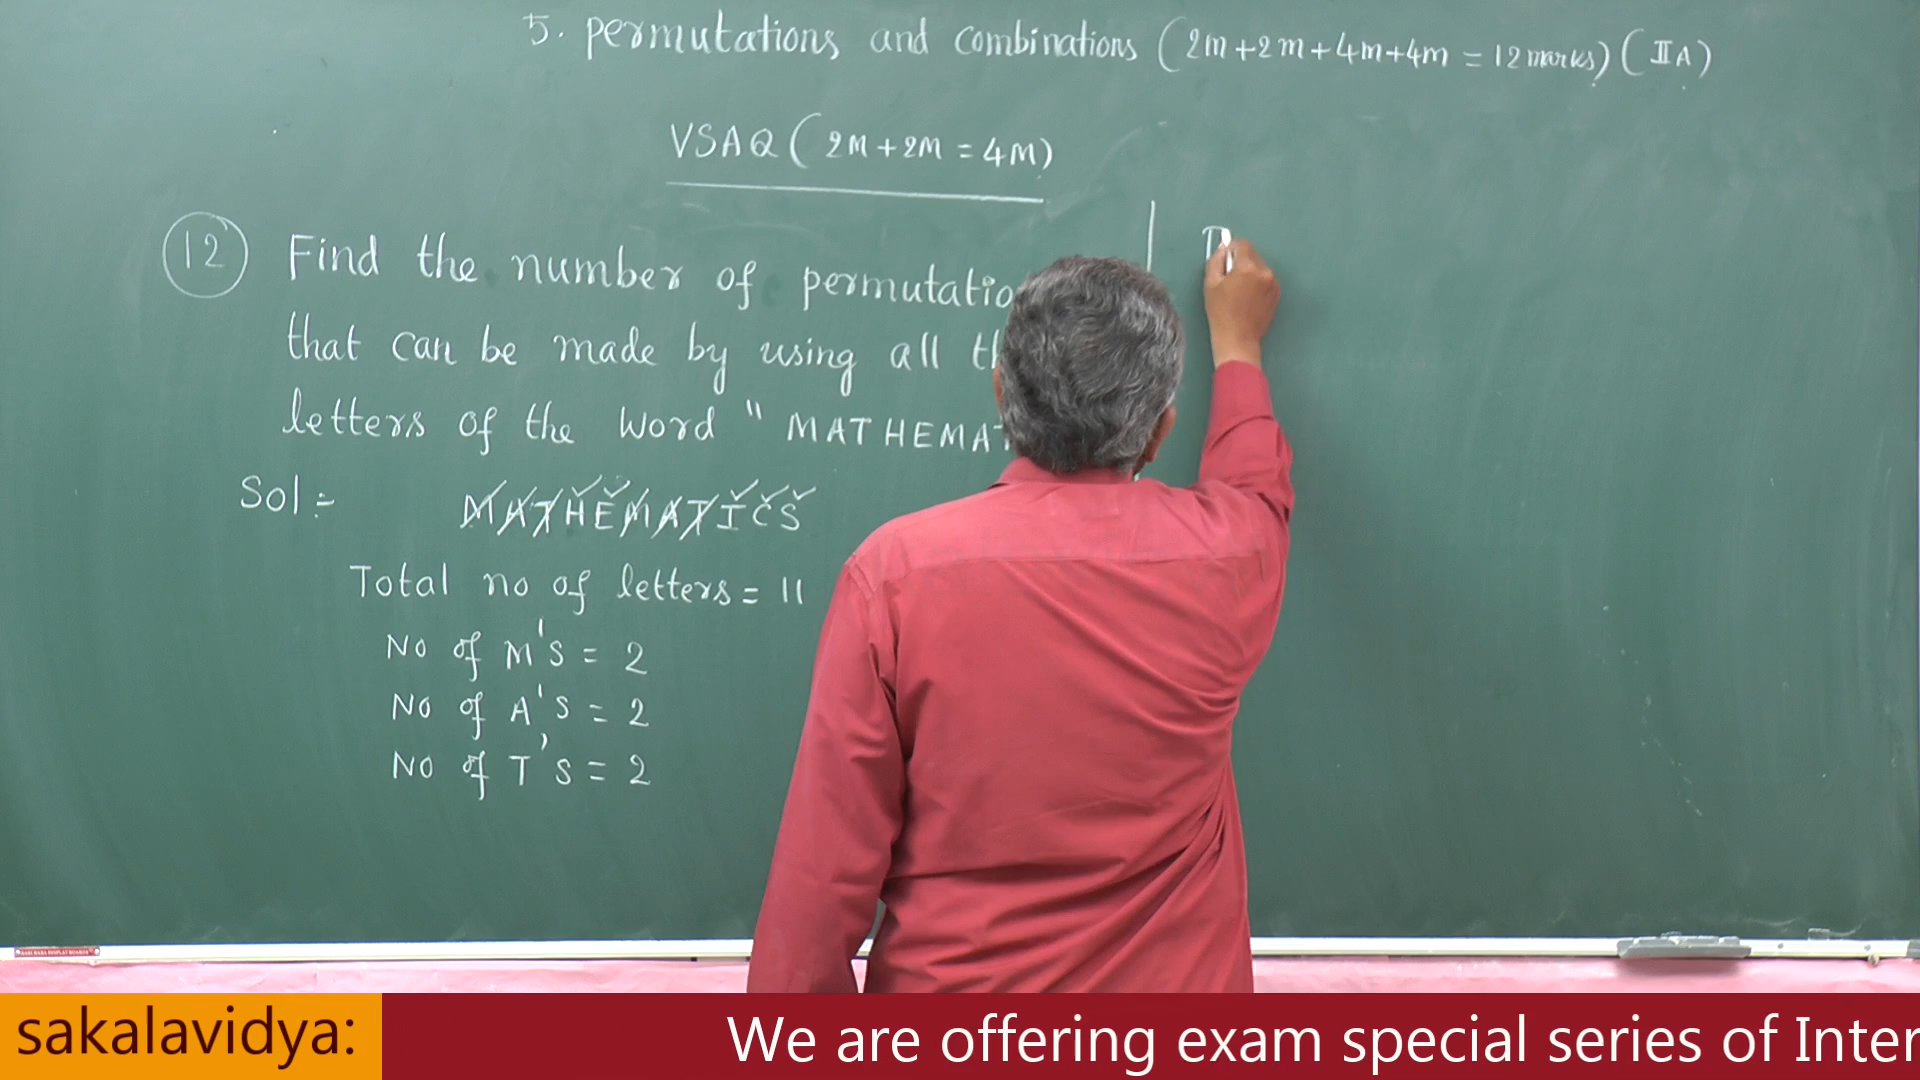 5. permutations and combinations (2m+2m+4m+4m = 12 marks) (IIA)
VSAQ (2M+2M = 4M)
12 Find the number of permutatio
that can be made by using all th
letters of the word " MATHEMAT
Sol :- MATHEMATICS
Total no of letters = 11
No of M's = 2
No of A's = 2
No of T's = 2
sakalavidya: We are offering exam special series of Inter